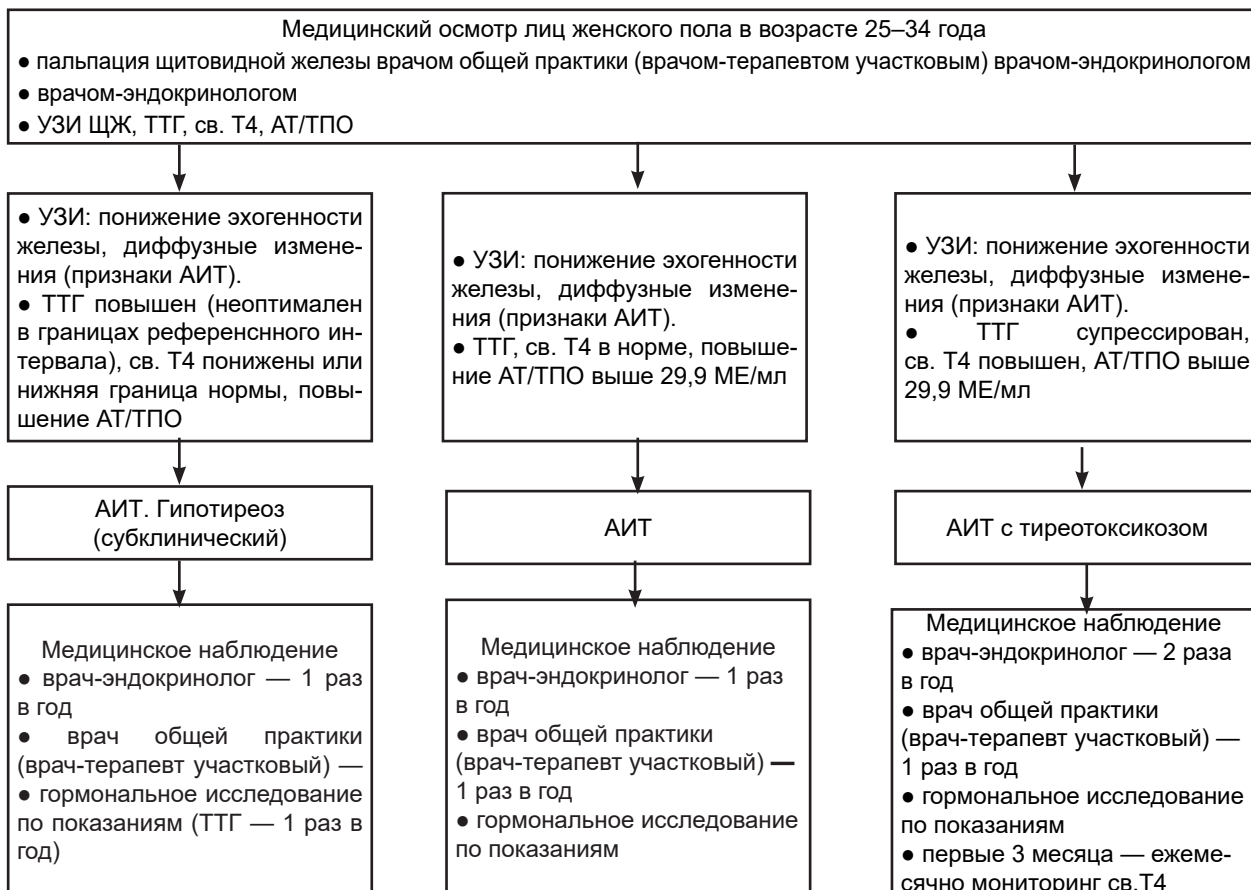 Медицинский осмотр лиц женского пола в возрасте 25–34 года
● пальпация щитовидной железы врачом общей практики (врачом-терапевтом участковым) врачом-эндокринологом
● врачом-эндокринологом
● УЗИ ЩЖ, ТТГ, св. Т4, АТ/ТПО
● УЗИ: понижение эхогенности
железы, диффузные измене-
ния (признаки АИТ).
● ТТГ повышен (неоптимален
в границах референснного ин-
тервала), св. Т4 понижены или
нижняя граница нормы, повы-
шение АТ/ТПО
● УЗИ: понижение эхогенности
железы, диффузные измене-
ния (признаки АИТ).
● ТТГ, св. Т4 в норме, повыше-
ние АТ/ТПО выше 29,9 МЕ/мл
● УЗИ: понижение эхогенности
железы, диффузные измене-
ния (признаки АИТ).
● ТТГ супрессирован,
св. Т4 повышен, АТ/ТПО выше
29,9 МЕ/мл
АИТ. Гипотиреоз
(субклинический)
АИТ
АИТ с тиреотоксикозом
Медицинское наблюдение
● врач-эндокринолог — 1 раз
в год
● врач общей практики
(врач-терапевт участковый) —
● гормональное исследование
по показаниям (ТТГ — 1 раз в
год)
Медицинское наблюдение
● врач-эндокринолог — 1 раз
в год
● врач общей практики
(врач-терапевт участковый) —
1 раз в год
● гормональное исследование
по показаниям
Медицинское наблюдение
● врач-эндокринолог — 2 раза
в год
● врач общей практики
(врач-терапевт участковый) —
1 раз в год
● гормональное исследование
по показаниям
● первые 3 месяца — ежеме-
сячно мониторинг св.Т4